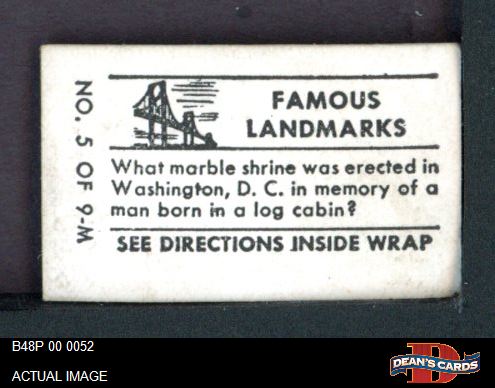 NO. 5 OF 9-M
FAMOUS
LANDMARKS
What marble shrine was erected in
Washington, D. C. in memory of a
man born in a log cabin?
SEE DIRECTIONS INSIDE WRAP
B48P 00 0052
ACTUAL IMAGE
DEAN'S CARDS